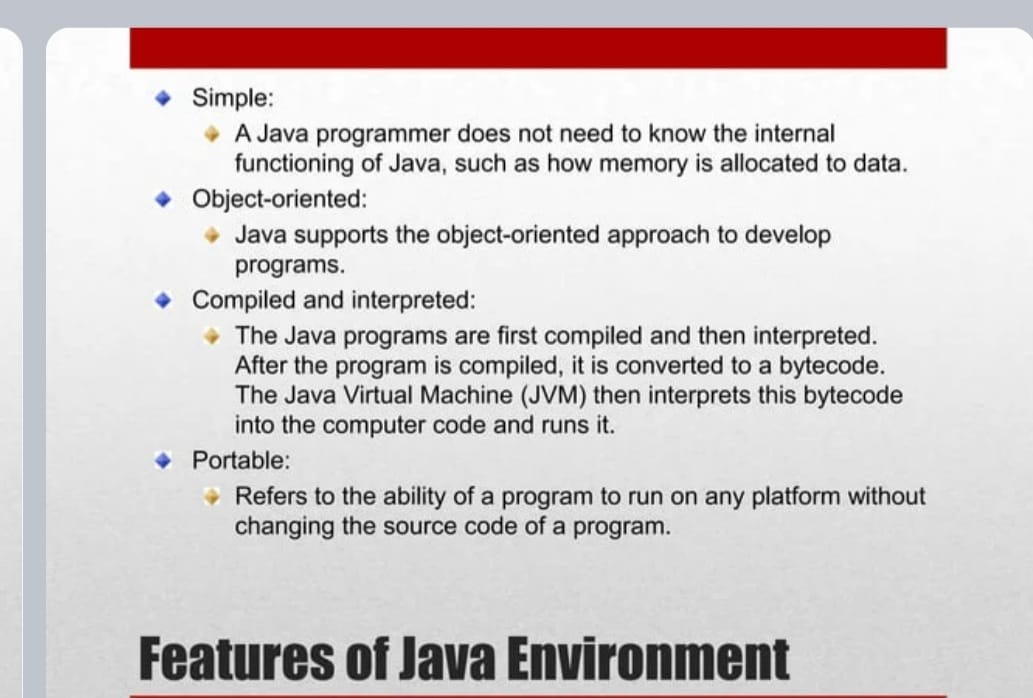 Simple:
A Java programmer does not need to know the internal
functioning of Java, such as how memory is allocated to data.
Object-oriented:
Java supports the object-oriented approach to develop
programs.
Compiled and interpreted:
The Java programs are first compiled and then interpreted.
After the program is compiled, it is converted to a bytecode.
The Java Virtual Machine (JVM) then interprets this bytecode
into the computer code and runs it.
Portable:
Refers to the ability of a program to run on any platform without
changing the source code of a program.
Features of Java Environment